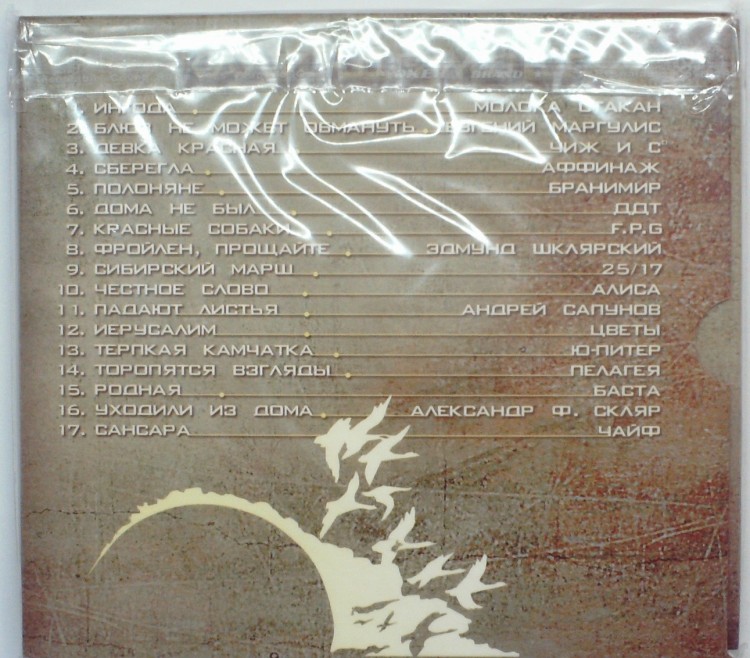 1. ИНОГДА МОЛОКА СТАКАН
2. БЛЮЗ НЕ МОЖЕТ ОБМАНУТЬ ЕВГЕНИЙ МАРГУЛИС
3. ДЕВКА КРАСНАЯ ЧИЖ И С
4. СБЕРЕГЛА АФФИНАЖ
5. ПОЛОНЯНЕ БРАНИМИР
6. ДОМА НЕ БЫЛ ДДТ
7. КRАСНЫЕ СОБАКИ F.P.G
8. ФРОЙЛЕН, ПРОЩАЙТЕ ЭДМУНД ШКЛЯРСКИЙ
9. СИБИРСКИЙ МАРШ 25/17
10. ЧЕСТНОЕ СЛОВО АЛИСА
11. ПАДАЮТ ЛИСТЬЯ АНДРЕЙ САПУНОВ
12. ИЕРУСАЛИМ ЦВЕТЫ
13. ТЕРПКАЯ КАМЧАТКА Ю-ПИТЕР
14. ТОРОПЯТСЯ ВЗГЛЯДЫ ПЕЛАГЕЯ
15. РОДНАЯ БАСТА
16. УХОДИЛИ ИЗ ДОМА АЛЕКСАНДР Ф. СКЛЯР
17. САНСАРА ЧАЙФ